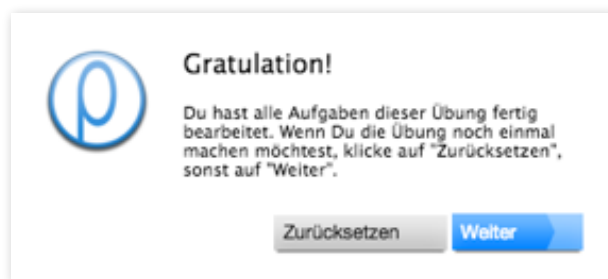 Gratulation!
Du hast alle Aufgaben dieser Übung fertig
bearbeitet. Wenn Du die Übung noch einmal
machen möchtest, klicke auf "Zurücksetzen",
sonst auf "Weiter".
Zurücksetzen
Weiter